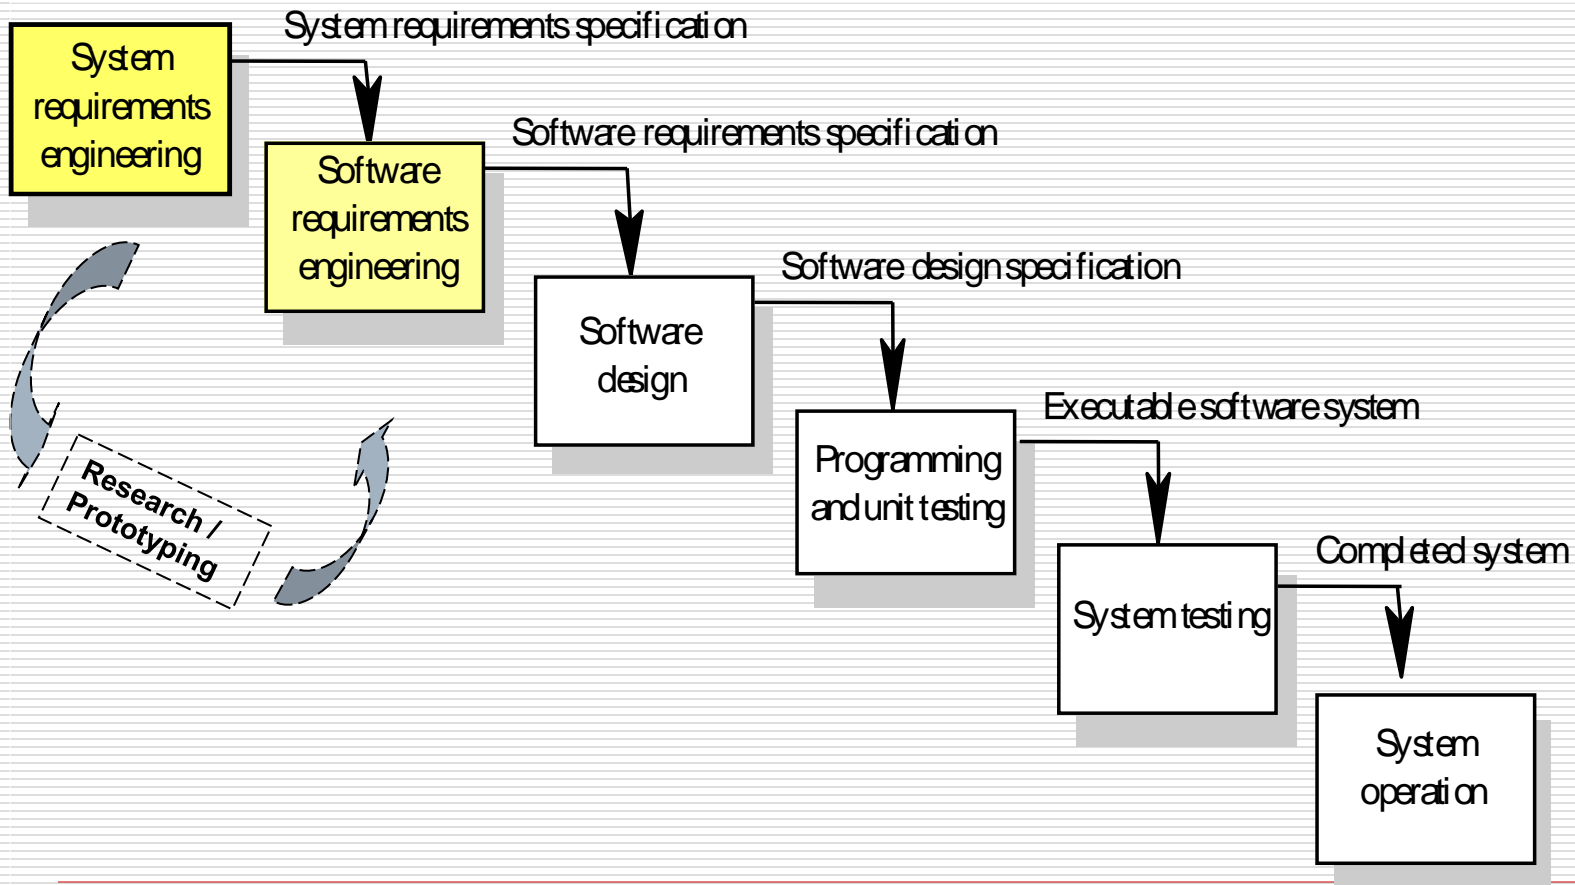 System requirements specification
System
requirements
engineering
Software requirements specification
Software
requirements
engineering
Software design specification
Software
design
Executable software system
Programming
and unit testing
Research /
Prototyping
Completed system
System testing
System
operation